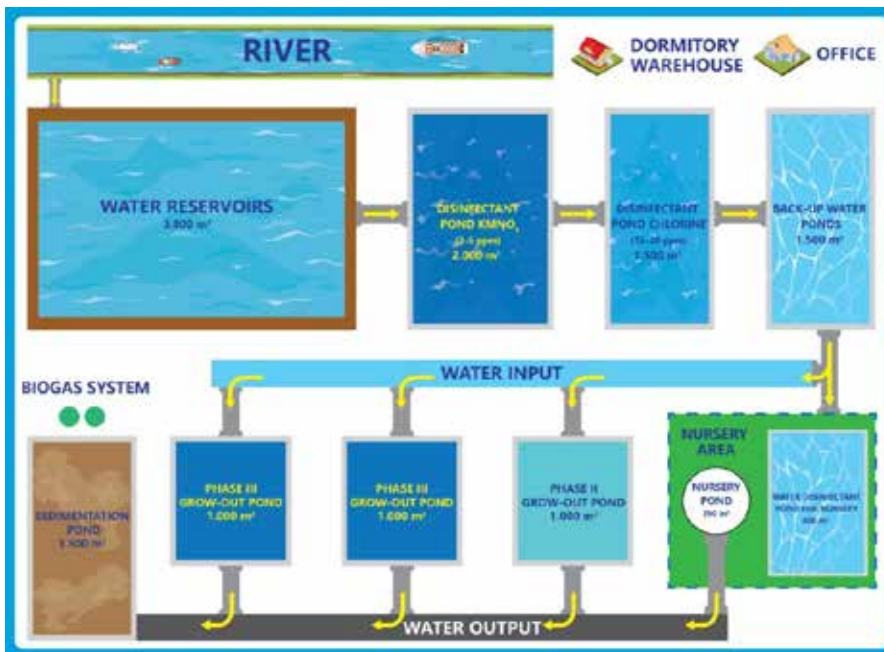 RIVER
DORMITORY
WAREHOUSE
OFFICE
WATER RESERVOIRS
DISINFECTANT
POND KMNO₄
2.000 m²
DISINFECTANT
POND CHLORINE
BACK-UP WATER
PONDS
1.500 m²
WATER INPUT
BIOGAS SYSTEM
SEDIMENTATION
POND
1.500 m²
PHASE III
GROW-OUT POND
1.000 m²
PHASE III
GROW-OUT POND
1.000 m²
PHASE II
GROW-OUT POND
1.000 m²
NURSERY
AREA
NURSERY
POND
WATER DISINFECTANT
NURSERY
WATER OUTPUT